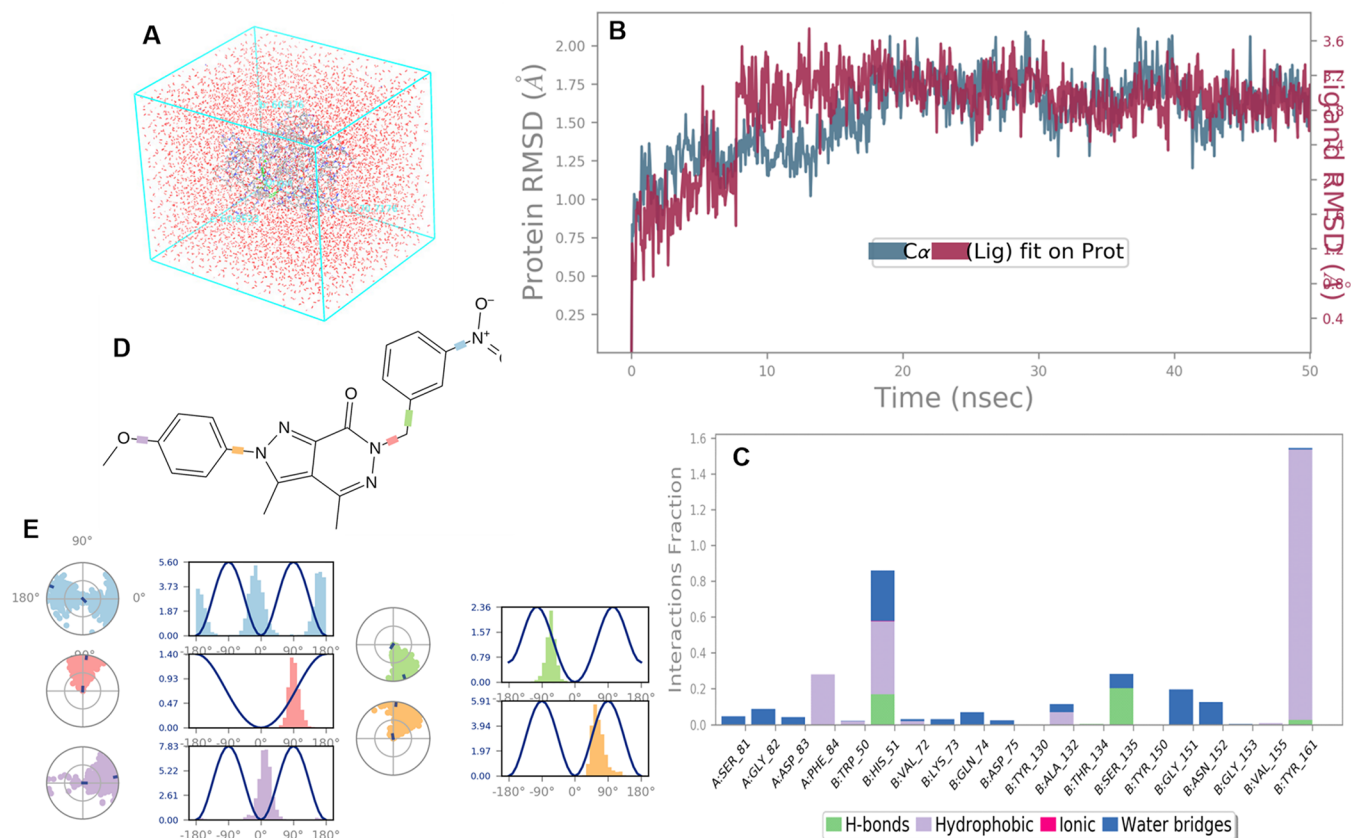 A
B
Protein RMSD (Å)
2.00
1.75
1.50
1.25
1.00
0.75
0.50
0.25
Ligand RMSD (Å)
3.6
0.4
Cα (Lig) fit on Prot
0 10 20 30 40 50
Time (nsec)
D
O⁻
N⁺
O
N
N
N
N
O
C
Interactions Fraction
1.6
1.4
1.2
1.0
0.8
0.6
0.4
0.2
0.0
A:SER_81
A:GLY_82
A:ASP_83
A:PHE_84
B:TRP_50
B:HIS_51
B:VAL_72
B:LYS_73
B:GLN_74
B:ASP_75
B:TYR_130
B:ALA_132
B:THR_134
B:SER_135
B:TYR_150
B:GLY_151
B:ASN_152
B:GLY_153
B:VAL_155
B:TYR_161
H-bonds Hydrophobic Ionic Water bridges
E
90°
180° 0°
5.60
3.73
1.87
0.00
1.40
0.93
0.47
0.00
7.83
5.22
2.61
0.00
-180° -90° 0° 90° 180°
2.36
1.57
0.79
0.00
5.91
3.94
1.97
0.00
-180° -90° 0° 90° 180°